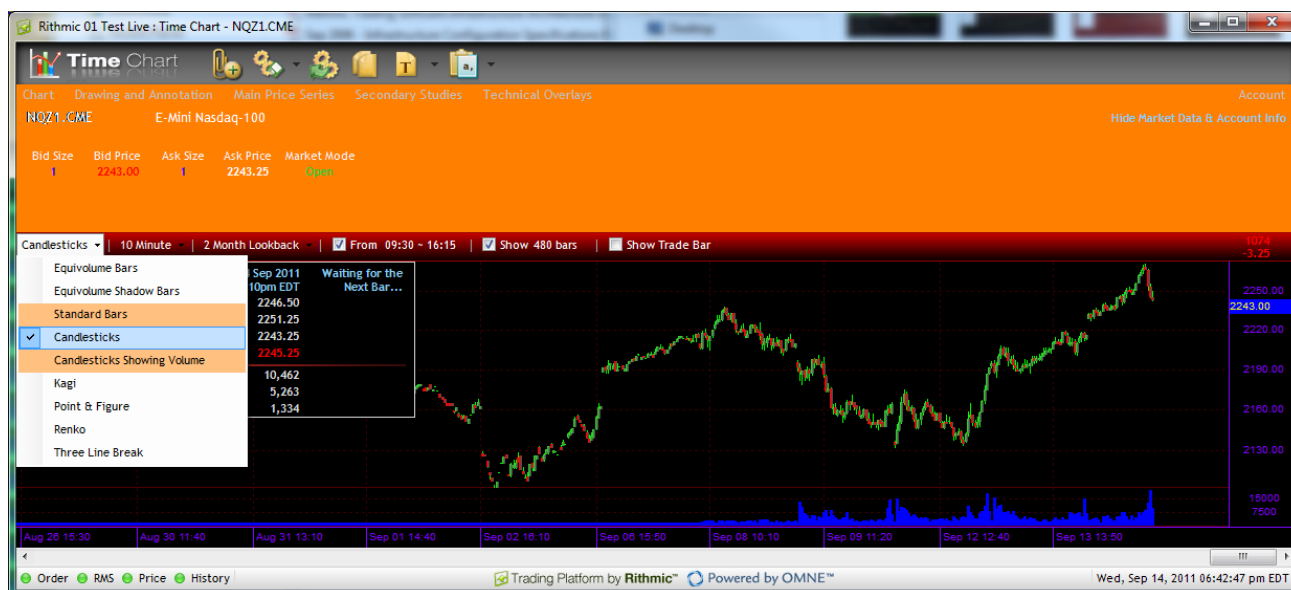 Rithmic 01 Test Live : Time Chart - NQZ1.CME
Time Chart
T
a,
Chart Drawing and Annotation Main Price Series Secondary Studies Technical Overlays Account
NQZ1.CME E-Mini Nasdaq-100 Hide Market Data & Account Info
Bid Size Bid Price Ask Size Ask Price Market Mode
1 2243.00 1 2243.25 Open
Candlesticks | 10 Minute | 2 Month Lookback | From 09:30 ~ 16:15 | Show 480 bars | Show Trade Bar
1074
-3.25
Equivolume Bars
Equivolume Shadow Bars
Standard Bars
Candlesticks
Candlesticks Showing Volume
Kagi
Point & Figure
Renko
Three Line Break
Sep 2011 Waiting for the
10pm EDT Next Bar...
2246.50
2251.25
2243.25
2245.25
10,462
5,263
1,334
2250.00
2243.00
2220.00
2190.00
2160.00
2130.00
15000
7500
Aug 26 15:30 Aug 30 11:40 Aug 31 13:10 Sep 01 14:40 Sep 02 16:10 Sep 06 15:50 Sep 08 10:10 Sep 09 11:20 Sep 12 12:40 Sep 13 13:50
Order RMS Price History Trading Platform by Rithmic™ Powered by OMNE™ Wed, Sep 14, 2011 06:42:47 pm EDT